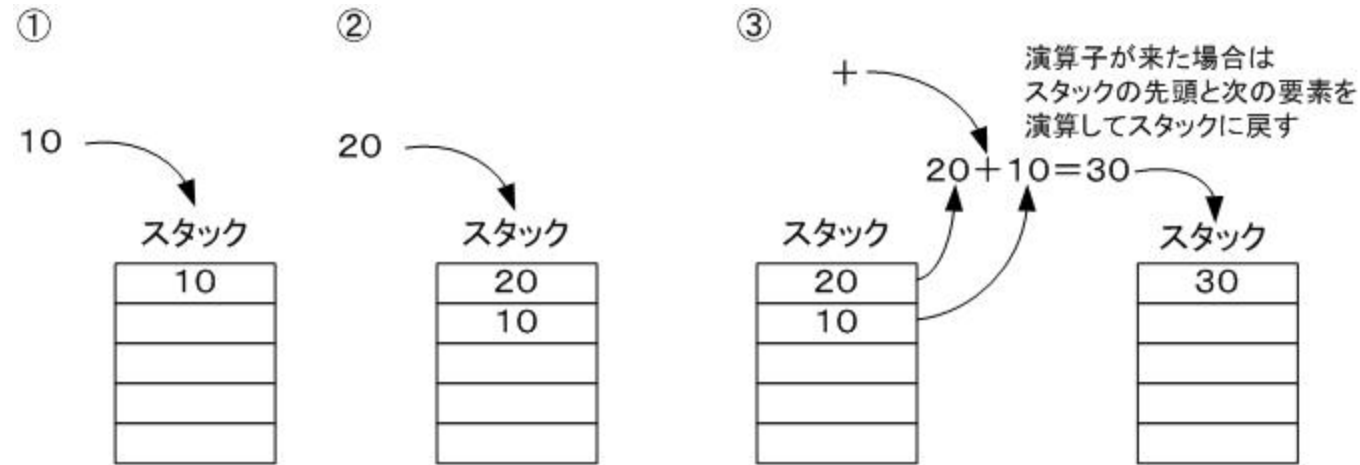 ①
10
スタック
10
②
20
スタック
20
10
③
＋
演算子が来た場合は
スタックの先頭と次の要素を
演算してスタックに戻す
20＋10＝30
スタック
20
10
スタック
30